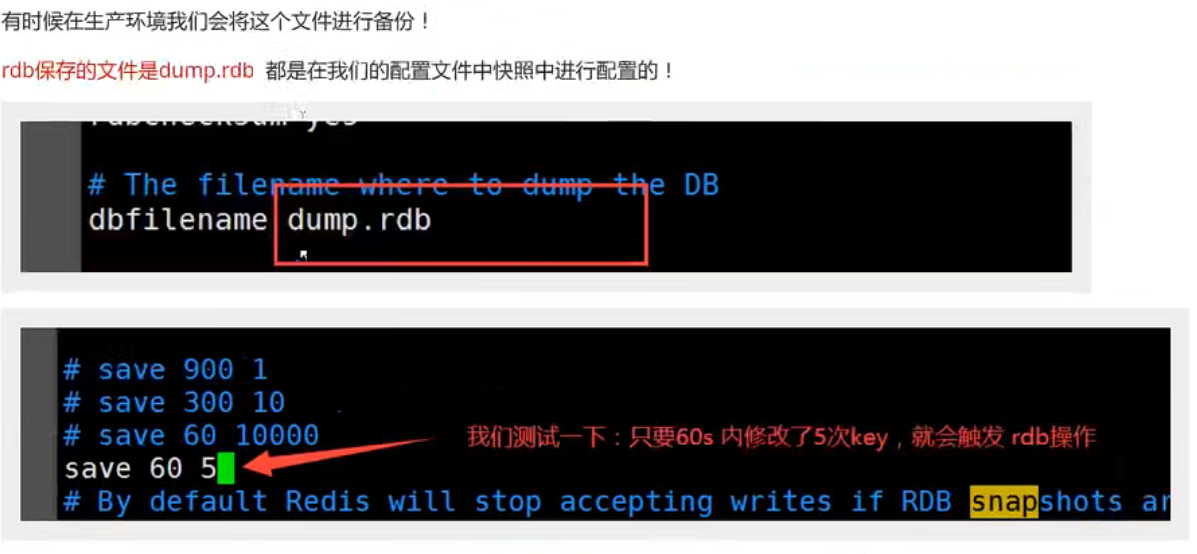 有时候在生产环境我们会将这个文件进行备份！
rdb保存的文件是dump.rdb 都是在我们的配置文件中快照中进行配置的！
# The filename where to dump the DB
dbfilename dump.rdb
# save 900 1
# save 300 10
# save 60 10000
我们测试一下：只要60s 内修改了5次key，就会触发 rdb操作
save 60 5
# By default Redis will stop accepting writes if RDB snapshots ar